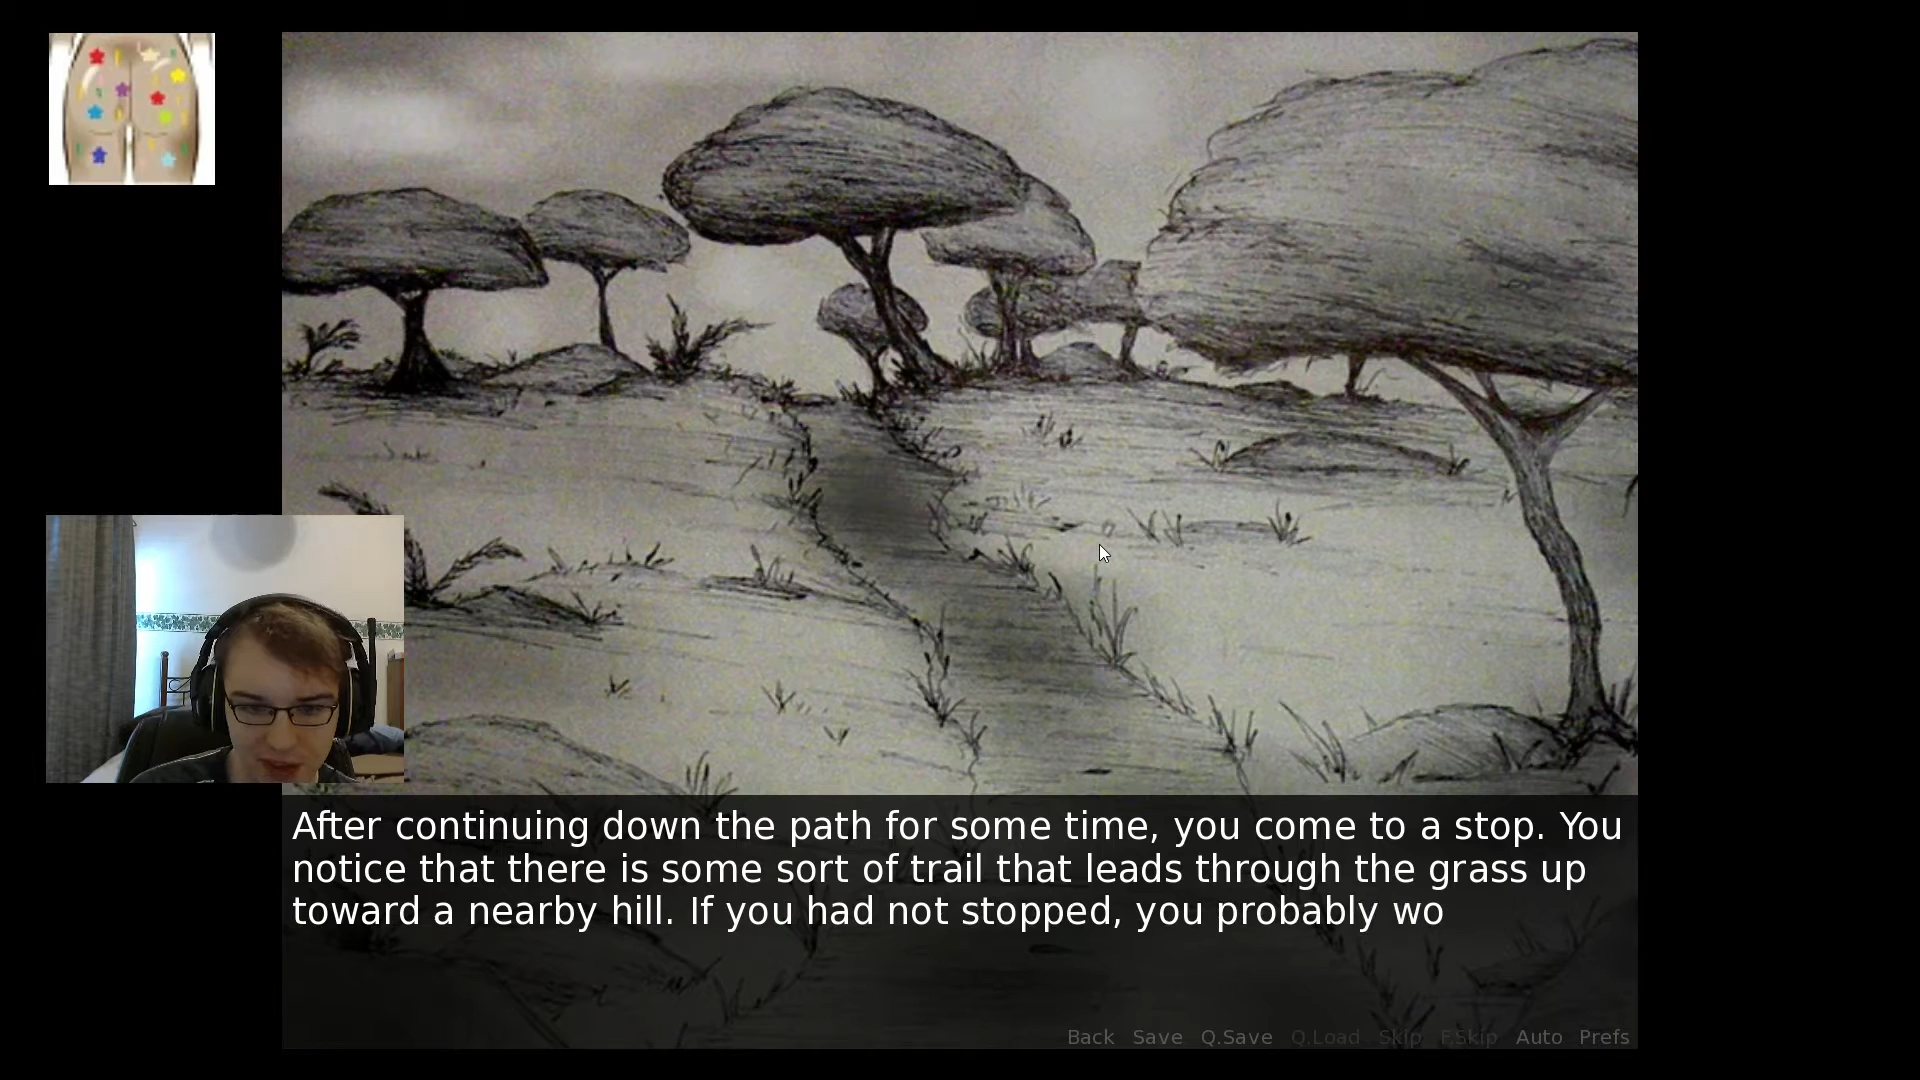 After continuing down the path for some time, you come to a stop. You
notice that there is some sort of trail that leads through the grass up
toward a nearby hill. If you had not stopped, you probably wo
Back Save Q.Save Q.Load Skip F.Skip Auto Prefs